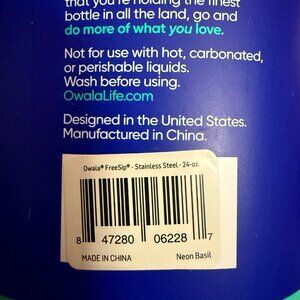 that you're holding the finest
bottle in all the land, go and
do more of what you love.
Not for use with hot, carbonated,
or perishable liquids.
Wash before using.
OwalaLife.com
Designed in the United States.
Manufactured in China.
Owala® FreeSip® - Stainless Steel - 24-oz.
8 47280 06228 7
MADE IN CHINA Neon Basil